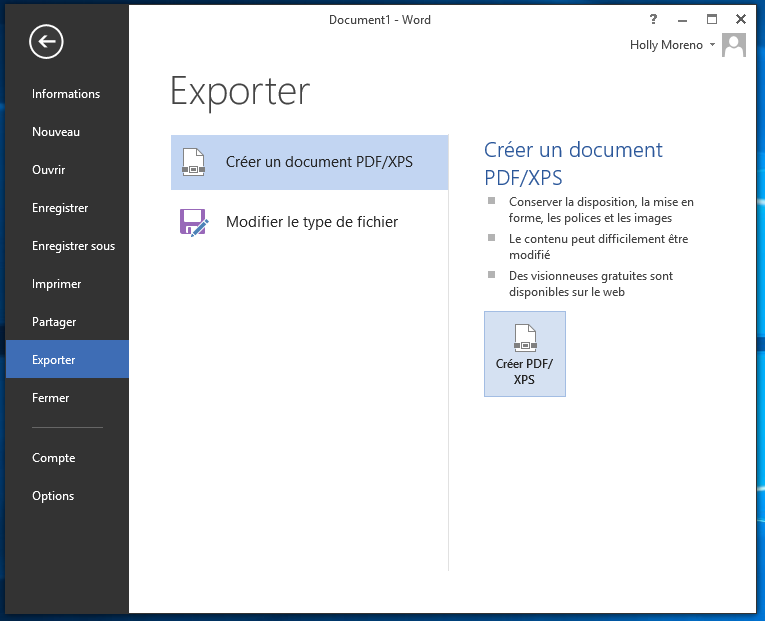 Document1 - Word
?
Holly Moreno
Informations
Nouveau
Ouvrir
Enregistrer
Enregistrer sous
Imprimer
Partager
Exporter
Fermer
Compte
Options
Exporter
Créer un document PDF/XPS
Modifier le type de fichier
Créer un document
PDF/XPS
Conserver la disposition, la mise en
forme, les polices et les images
Le contenu peut difficilement être
modifié
Des visionneuses gratuites sont
disponibles sur le web
Créer PDF/
XPS